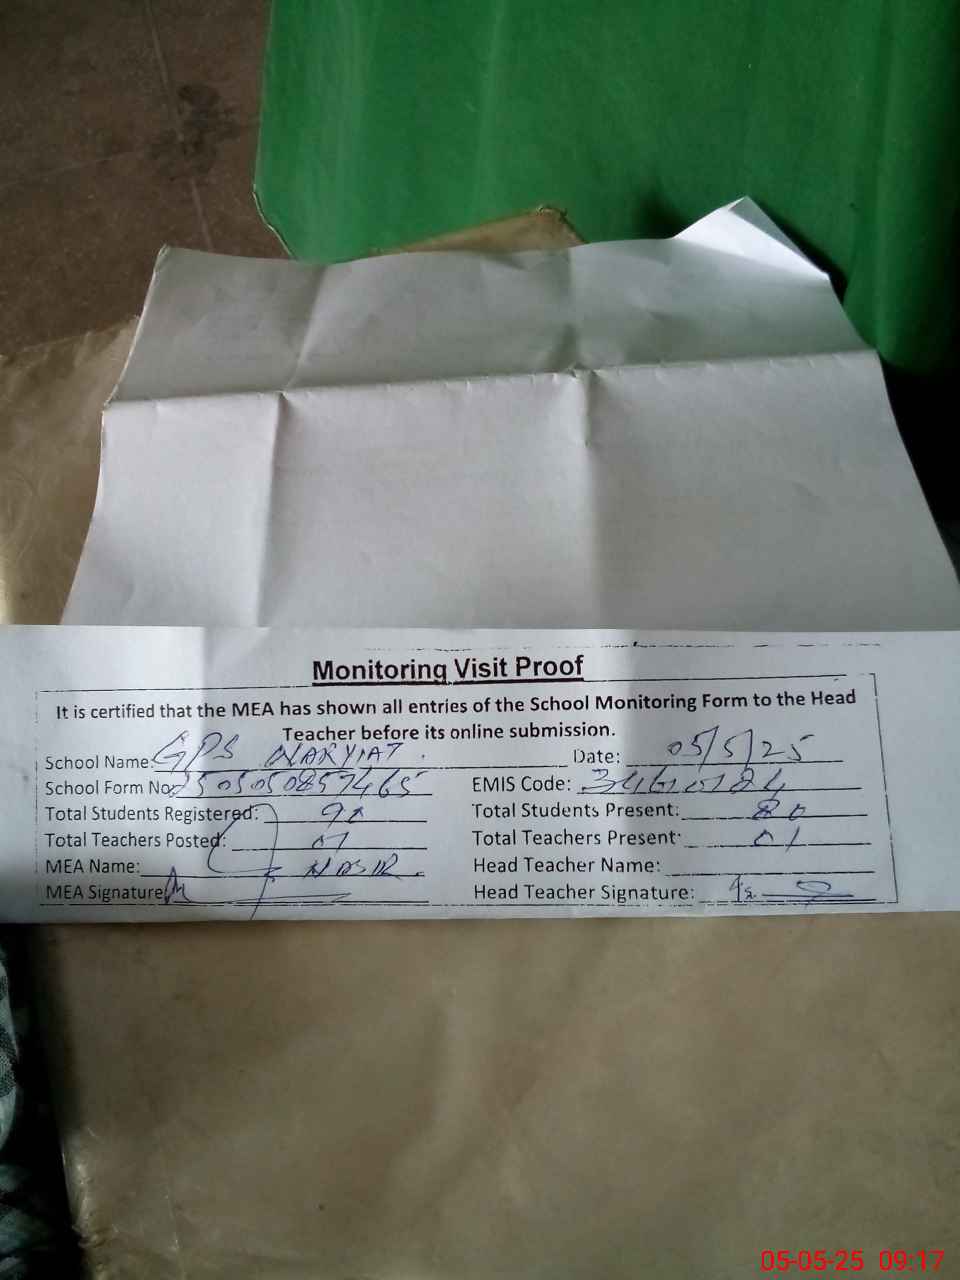 Monitoring Visit Proof
It is certified that the MEA has shown all entries of the School Monitoring Form to the Head
Teacher before its online submission.
School Name: GPS Date: 05/5/25
School Form No: EMIS Code:
Total Students Registered: Total Students Present: 80
Total Teachers Posted: Total Teachers Present: 01
MEA Name: NASIR Head Teacher Name:
MEA Signature: Head Teacher Signature:
05-05-25 09:17